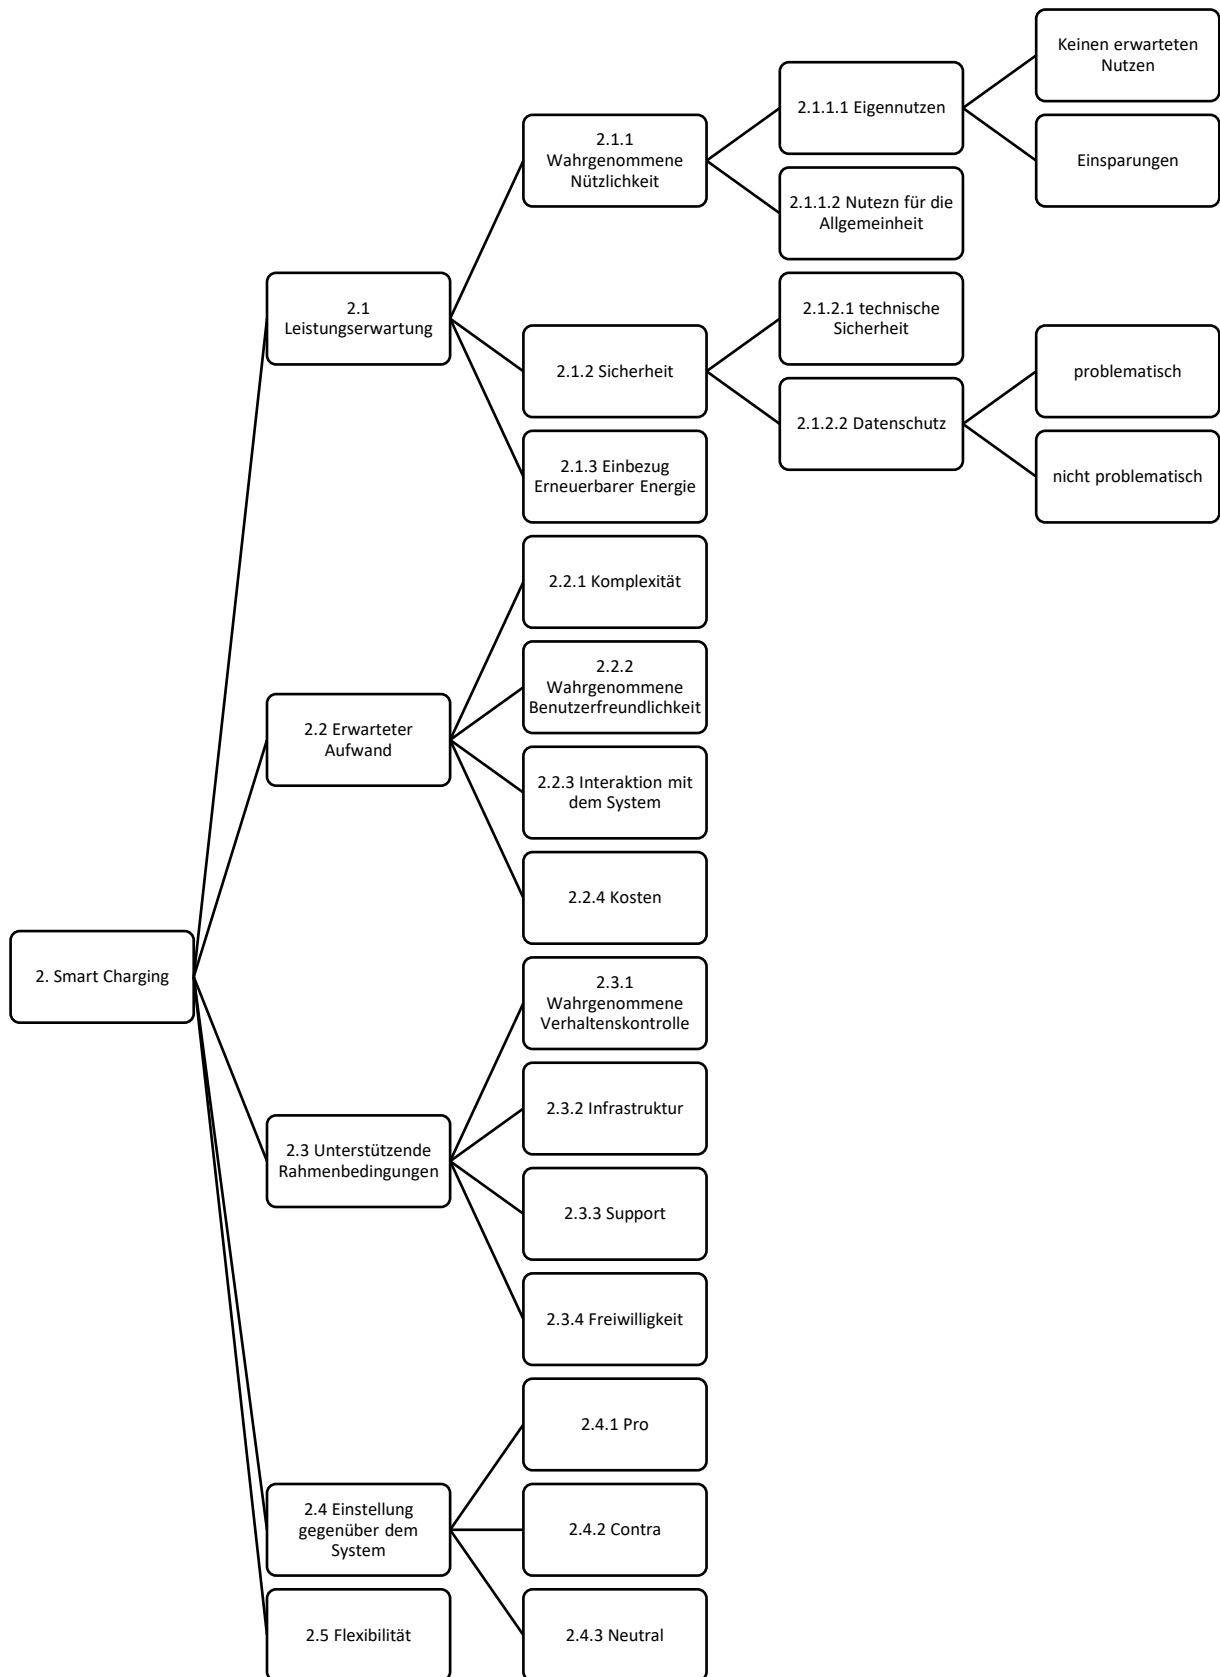 Keinen erwarteten
Nutzen
2.1.1.1 Eigennutzen
2.1.1
Wahrgenommene
Nützlichkeit
Einsparungen
2.1.1.2 Nutezn für die
Allgemeinheit
2.1
Leistungserwartung
2.1.2.1 technische
Sicherheit
2.1.2 Sicherheit
problematisch
2.1.2.2 Datenschutz
2.1.3 Einbezug
Erneuerbarer Energie
nicht problematisch
2.2.1 Komplexität
2.2.2
Wahrgenommene
Benutzerfreundlichkeit
2.2 Erwarteter
Aufwand
2.2.3 Interaktion mit
dem System
2.2.4 Kosten
2. Smart Charging
2.3.1
Wahrgenommene
Verhaltenskontrolle
2.3.2 Infrastruktur
2.3 Unterstützende
Rahmenbedingungen
2.3.3 Support
2.3.4 Freiwilligkeit
2.4.1 Pro
2.4 Einstellung
gegenüber dem
System
2.4.2 Contra
2.5 Flexibilität
2.4.3 Neutral